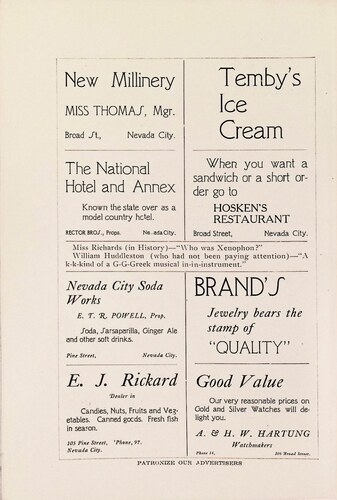 New Millinery
MISS THOMAS, Mgr.
Broad St., Nevada City.
Temby's
Ice
Cream
The National
Hotel and Annex
Known the state over as a
model country hotel.
RECTOR BROS., Props. Nevada City.
When you want a
sandwich or a short or-
der go to
HOSKEN'S
RESTAURANT
Broad Street, Nevada City.
Miss Richards (in History)—"Who was Xenophon?"
William Huddleston (who had not been paying attention)—"A
k-k-kind of a G-G-Greek musical in-in-instrument."
Nevada City Soda
Works
E. T. R. POWELL, Prop.
Soda, Sarsaparilla, Ginger Ale
and other soft drinks.
Pine Street, Nevada City.
BRAND'S
Jewelry bears the
stamp of
"QUALITY"
E. J. Rickard
Dealer in
Candies, Nuts, Fruits and Veg-
etables. Canned goods. Fresh fish
in season.
105 Pine Street, 'Phone, 97.
Nevada City.
Good Value
Our very reasonable prices on
Gold and Silver Watches will de-
light you.
A. & H. W. HARTUNG
Watchmakers
Phone Broad Street.
PATRONIZE OUR ADVERTISERS